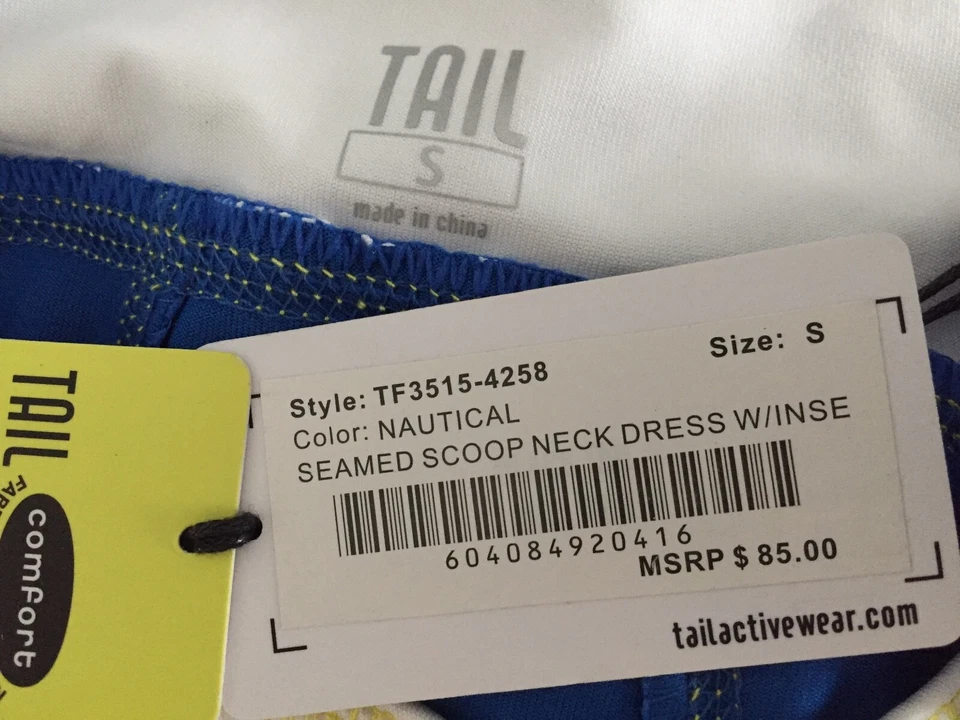 TAIL
S
made in china
Style: TF3515-4258
Size: S
Color: NAUTICAL
SEAMED SCOOP NECK DRESS W/INSE
604084920416
MSRP $ 85.00
tailactivewear.com
TAIL
comfort